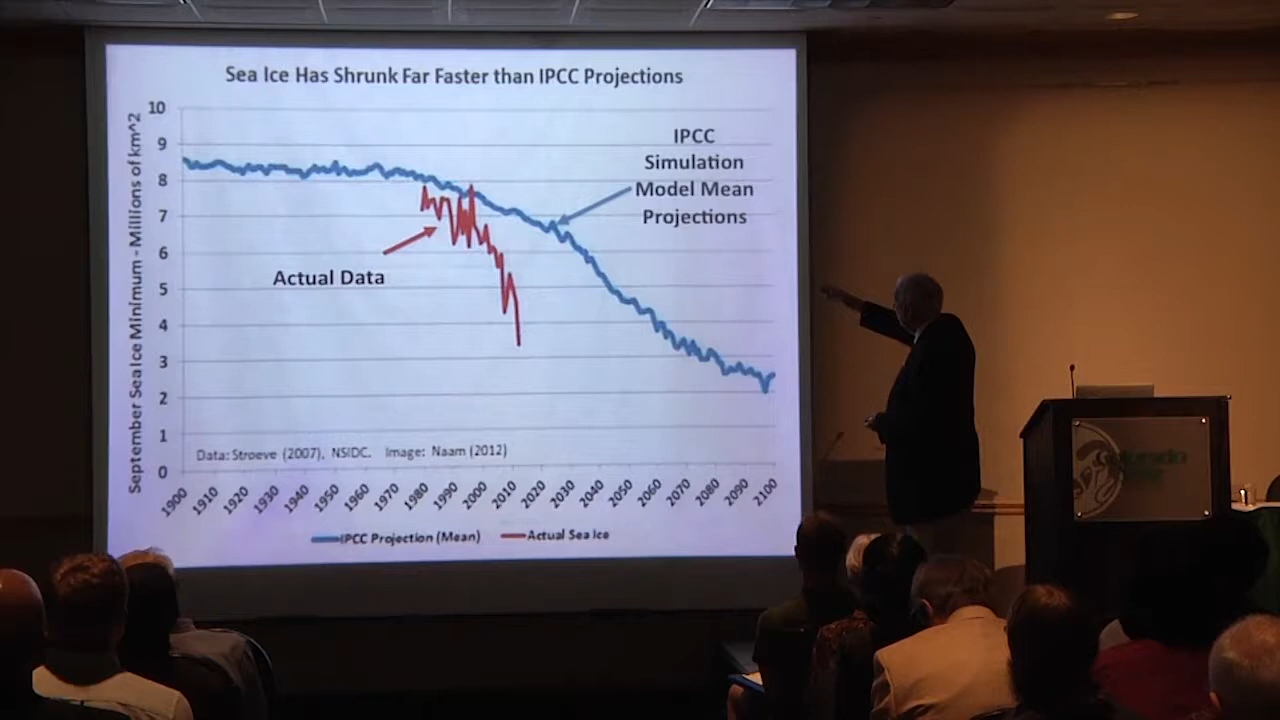 Sea Ice Has Shrunk Far Faster than IPCC Projections
September Sea Ice Minimum - Millions of km^2
10
9
8
7
6
5
4
3
2
1
0
IPCC
Simulation
Model Mean
Projections
Actual Data
Data: Stroeve (2007), NSIDC. Image: Naam (2012)
1900 1910 1920 1930 1940 1950 1960 1970 1980 1990 2000 2010 2020 2030 2040 2050 2060 2070 2080 2090 2100
IPCC Projection (Mean) Actual Sea Ice